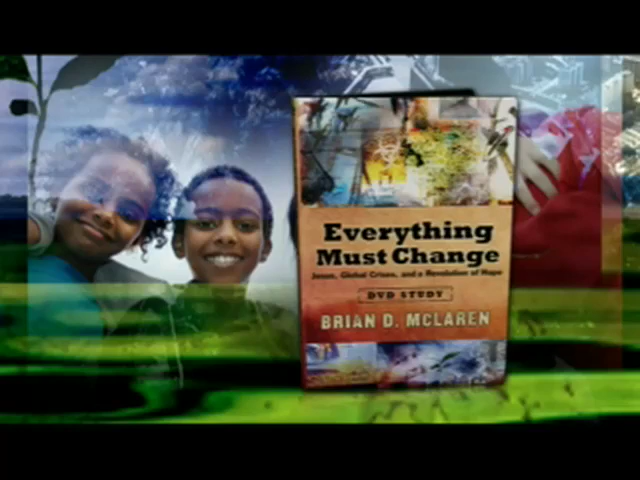 Everything
Must Change
Jesus, Global Crises, and a Revolution of Hope
DVD STUDY
BRIAN D. McLAREN